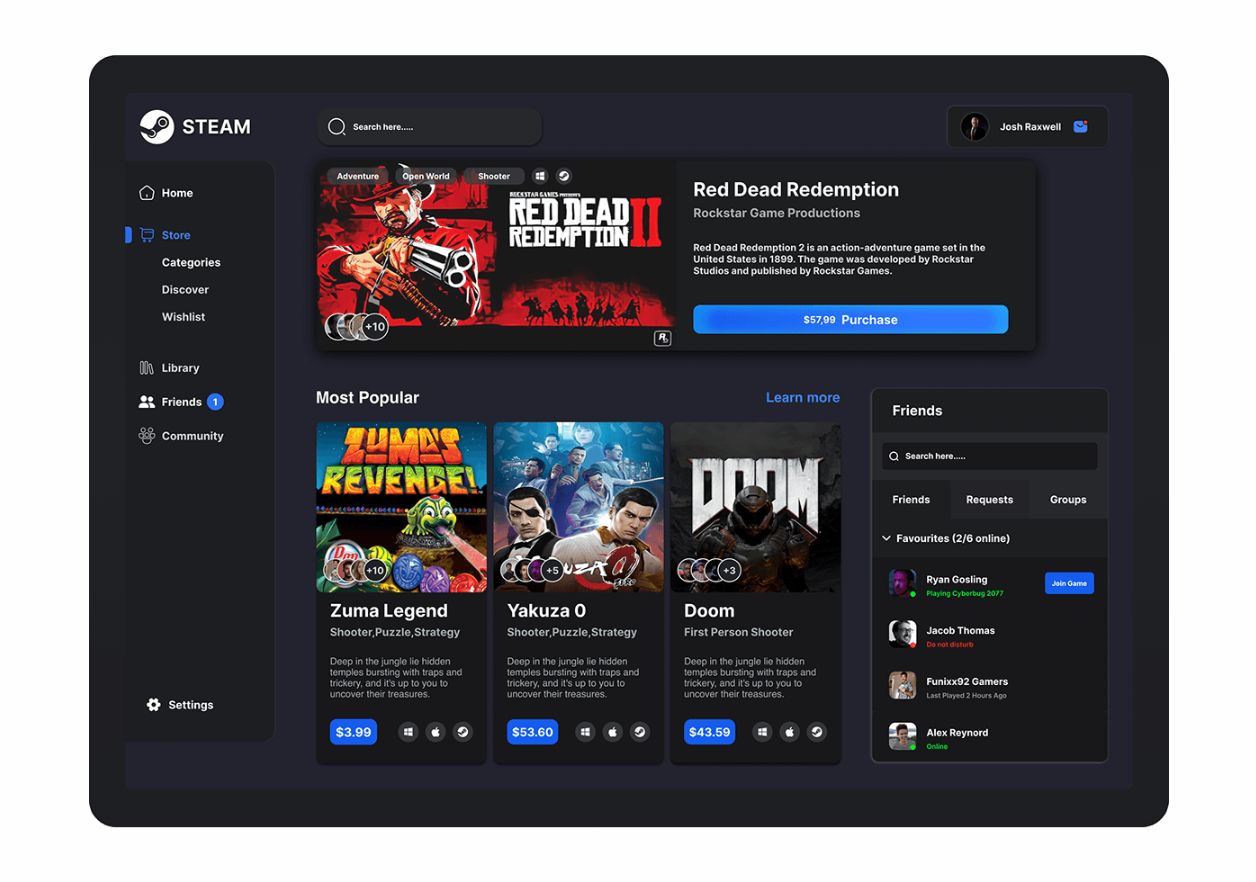 STEAM
Search here.....
Josh Raxwell
Home
Store
Categories
Discover
Wishlist
Library
Friends 1
Community
Settings
Adventure
Open World
Shooter
ROCKSTAR GAMES PRESENTS
RED DEAD
REDEMPTION II
+10
R
Red Dead Redemption
Rockstar Game Productions
Red Dead Redemption 2 is an action-adventure game set in the
United States in 1899. The game was developed by Rockstar
Studios and published by Rockstar Games.
$57,99 Purchase
Most Popular
Learn more
ZUMA'S
REVENGE!
+10
Zuma Legend
Shooter,Puzzle,Strategy
Deep in the jungle lie hidden
temples bursting with traps and
trickery, and it's up to you to
uncover their treasures.
$3.99
YAKUZA 0
ZERO
+5
Yakuza 0
Shooter,Puzzle,Strategy
Deep in the jungle lie hidden
temples bursting with traps and
trickery, and it's up to you to
uncover their treasures.
$53.60
DOOM
+3
Doom
First Person Shooter
Deep in the jungle lie hidden
temples bursting with traps and
trickery, and it's up to you to
uncover their treasures.
$43.59
Friends
Search here.....
Friends
Requests
Groups
Favourites (2/6 online)
Ryan Gosling
Playing Cyberbug 2077
Join Game
Jacob Thomas
Do not disturb
Funixx92 Gamers
Last Played 2 Hours Ago
Alex Reynord
Online